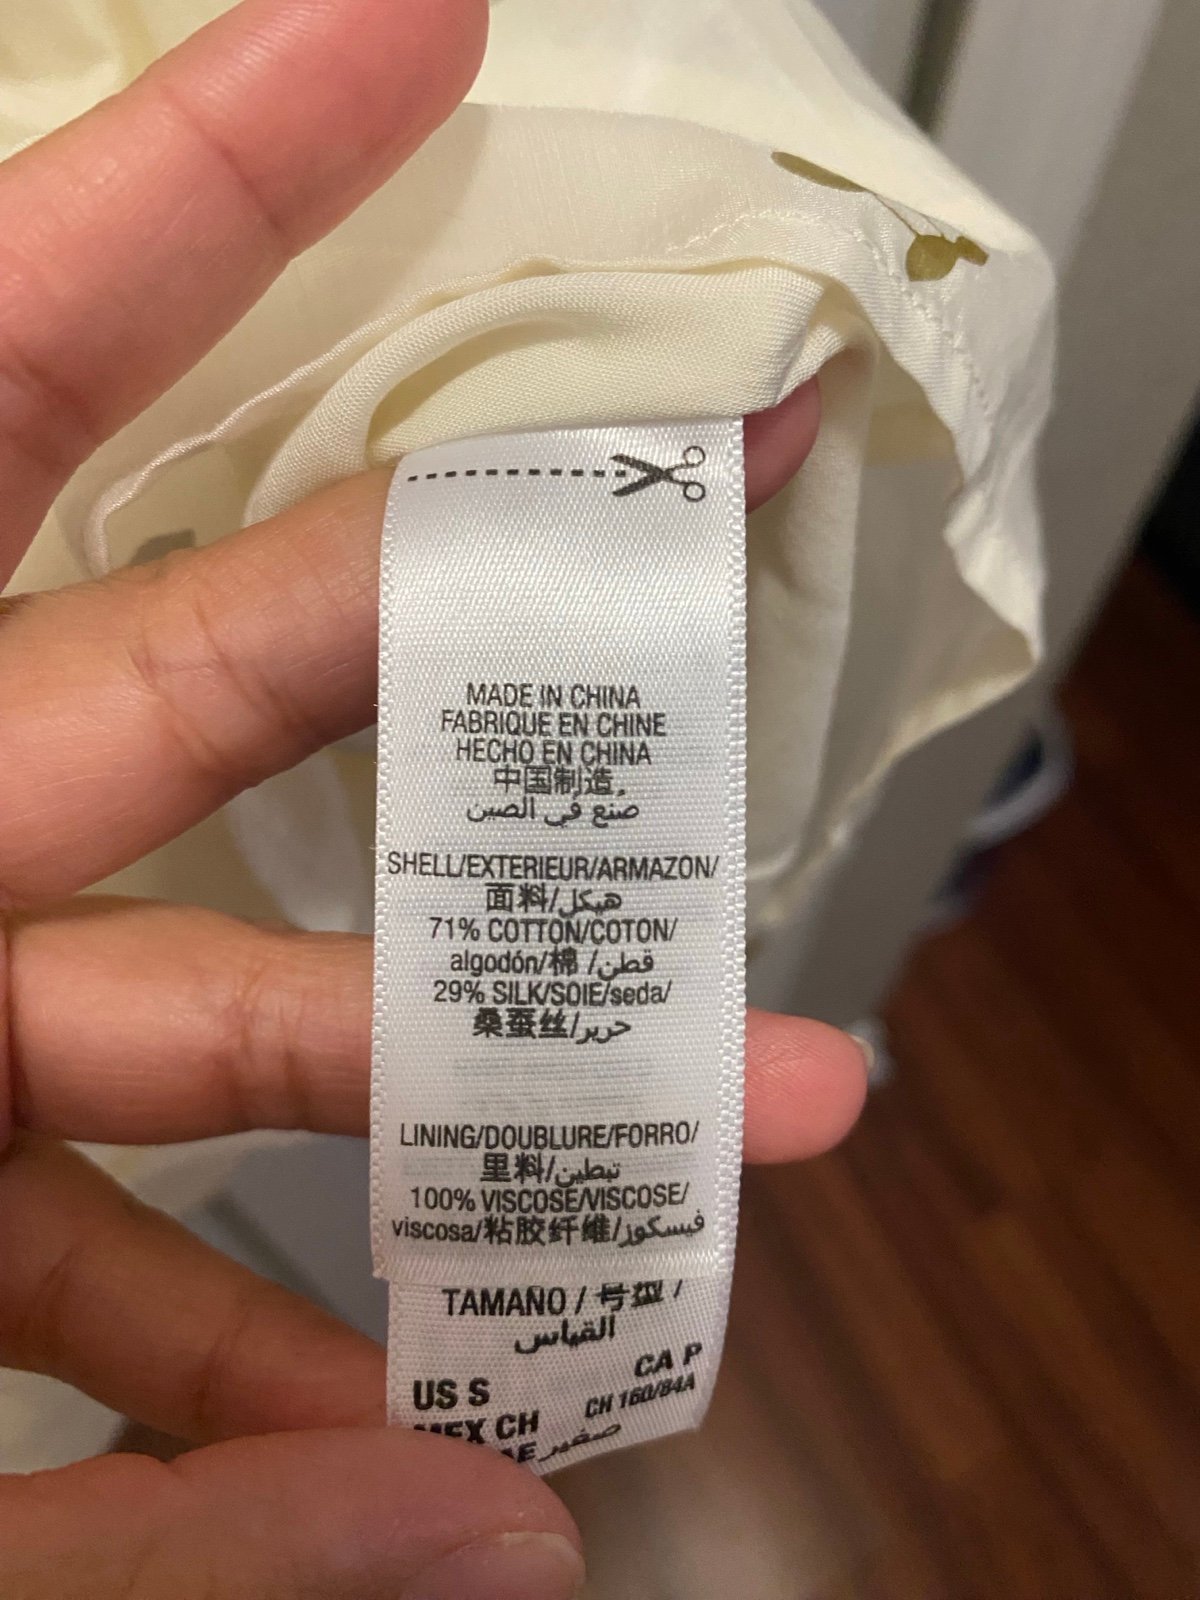 MADE IN CHINA
FABRIQUE EN CHINE
HECHO EN CHINA
中国制造.
صنع في الصين
SHELL/EXTERIEUR/ARMAZON/
面料/هيكل
71% COTTON/COTON/
algodón/棉 /قطن
29% SILK/SOIE/seda/
桑蚕丝/حرير
LINING/DOUBLURE/FORRO/
里料/تبطين
100% VISCOSE/VISCOSE/
viscosa/粘胶纤维/فيسكوز
TAMAÑO / 号型 /
القياس
US S CA P
MEX CH CH 160/84A
صغير